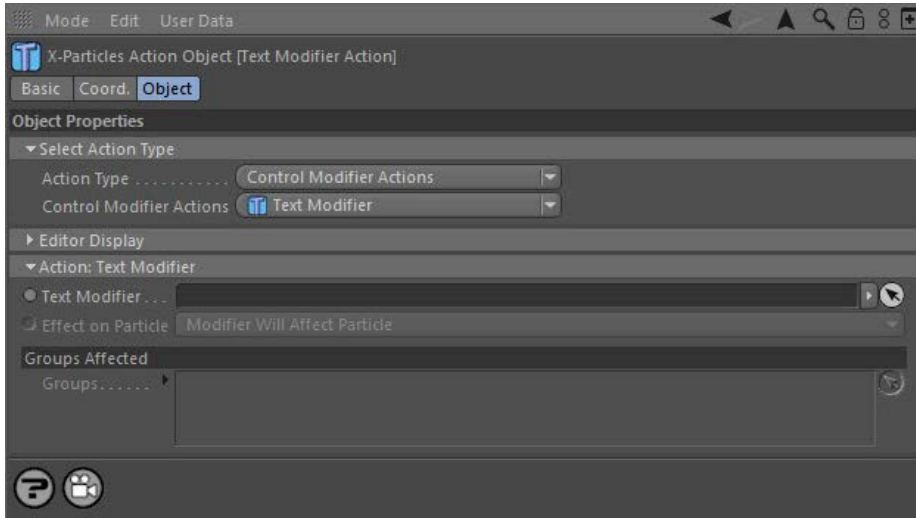 Mode Edit User Data
X-Particles Action Object [Text Modifier Action]
Basic Coord. Object
Object Properties
Select Action Type
Action Type . . . . . . . . . . . Control Modifier Actions
Control Modifier Actions Text Modifier
Editor Display
Action: Text Modifier
Text Modifier . . .
Effect on Particle Modifier Will Affect Particle
Groups Affected
Groups. . . . . .